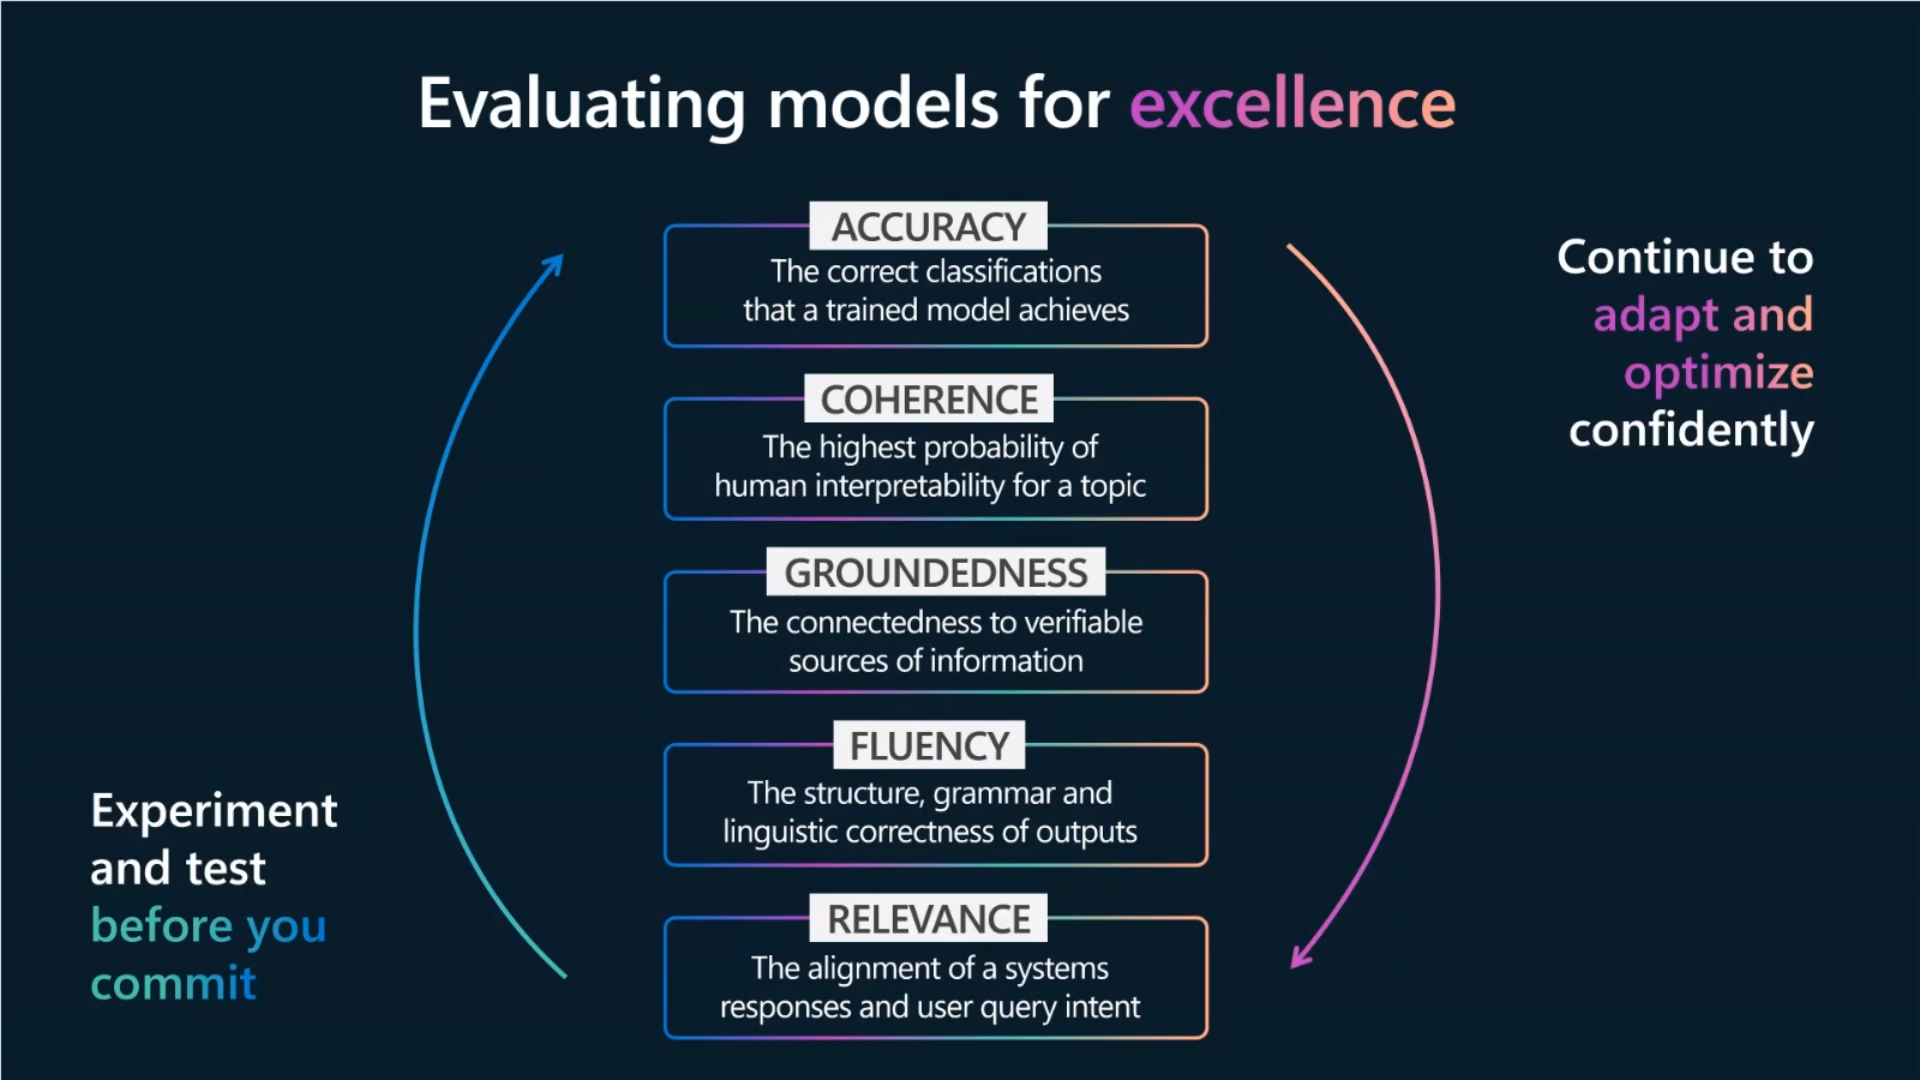 Evaluating models for excellence
ACCURACY
The correct classifications
that a trained model achieves
COHERENCE
The highest probability of
human interpretability for a topic
GROUNDEDNESS
The connectedness to verifiable
sources of information
FLUENCY
The structure, grammar and
linguistic correctness of outputs
RELEVANCE
The alignment of a systems
responses and user query intent
Experiment
and test
before you
commit
Continue to
adapt and
optimize
confidently